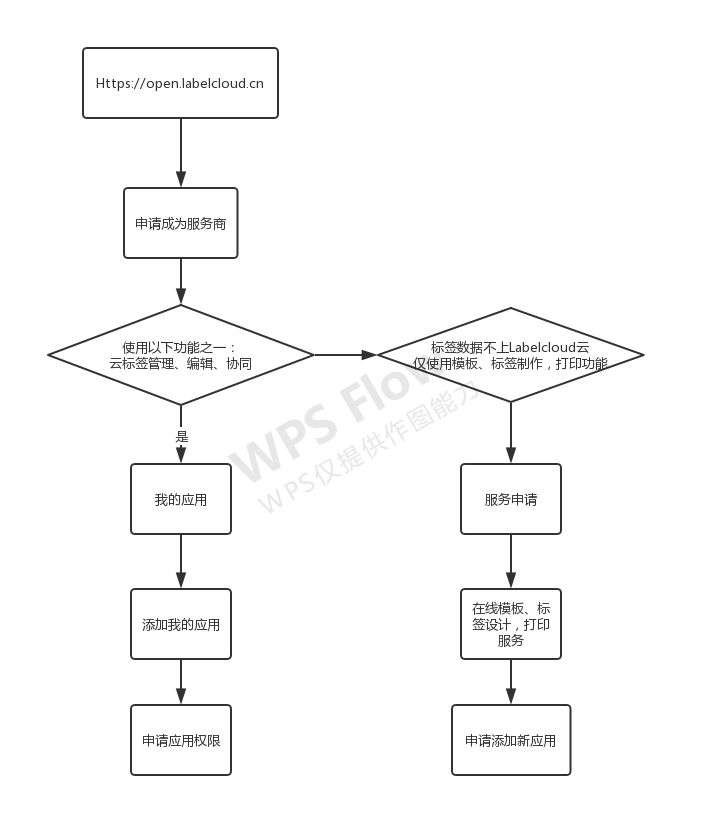 Https://open.labelcloud.cn
申请成为服务商
使用以下功能之一：
云标签管理、编辑、协同
标签数据不上Labelcloud云
仅使用模板、标签制作，打印功能
是
我的应用
服务申请
添加我的应用
在线模板、标
签设计，打印
服务
申请应用权限
申请添加新应用
WPS Flow
WPS仅提供作图能力